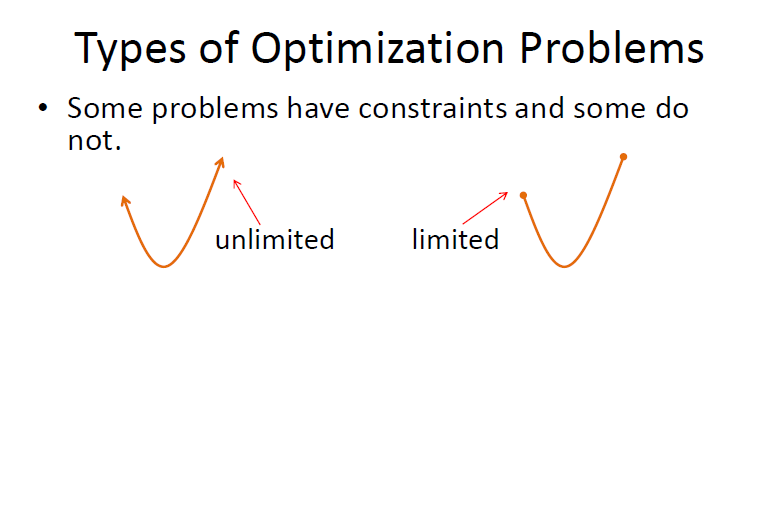 Types of Optimization Problems
• Some problems have constraints and some do
not.
unlimited
limited